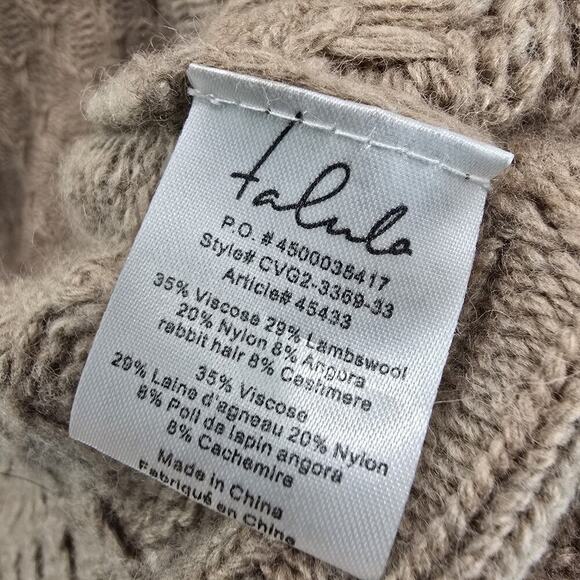 talula
P.O. #4500038417
Style# CVG2-3369-33
Article# 45433
35% Viscose 29% Lambswool
20% Nylon 8% Angora
rabbit hair 8% Cashmere
35% Viscose
29% Laine d'agneau 20% Nylon
8% Poil da lapin angora
8% Cachemire
Made in China
Fabriqué en Chine